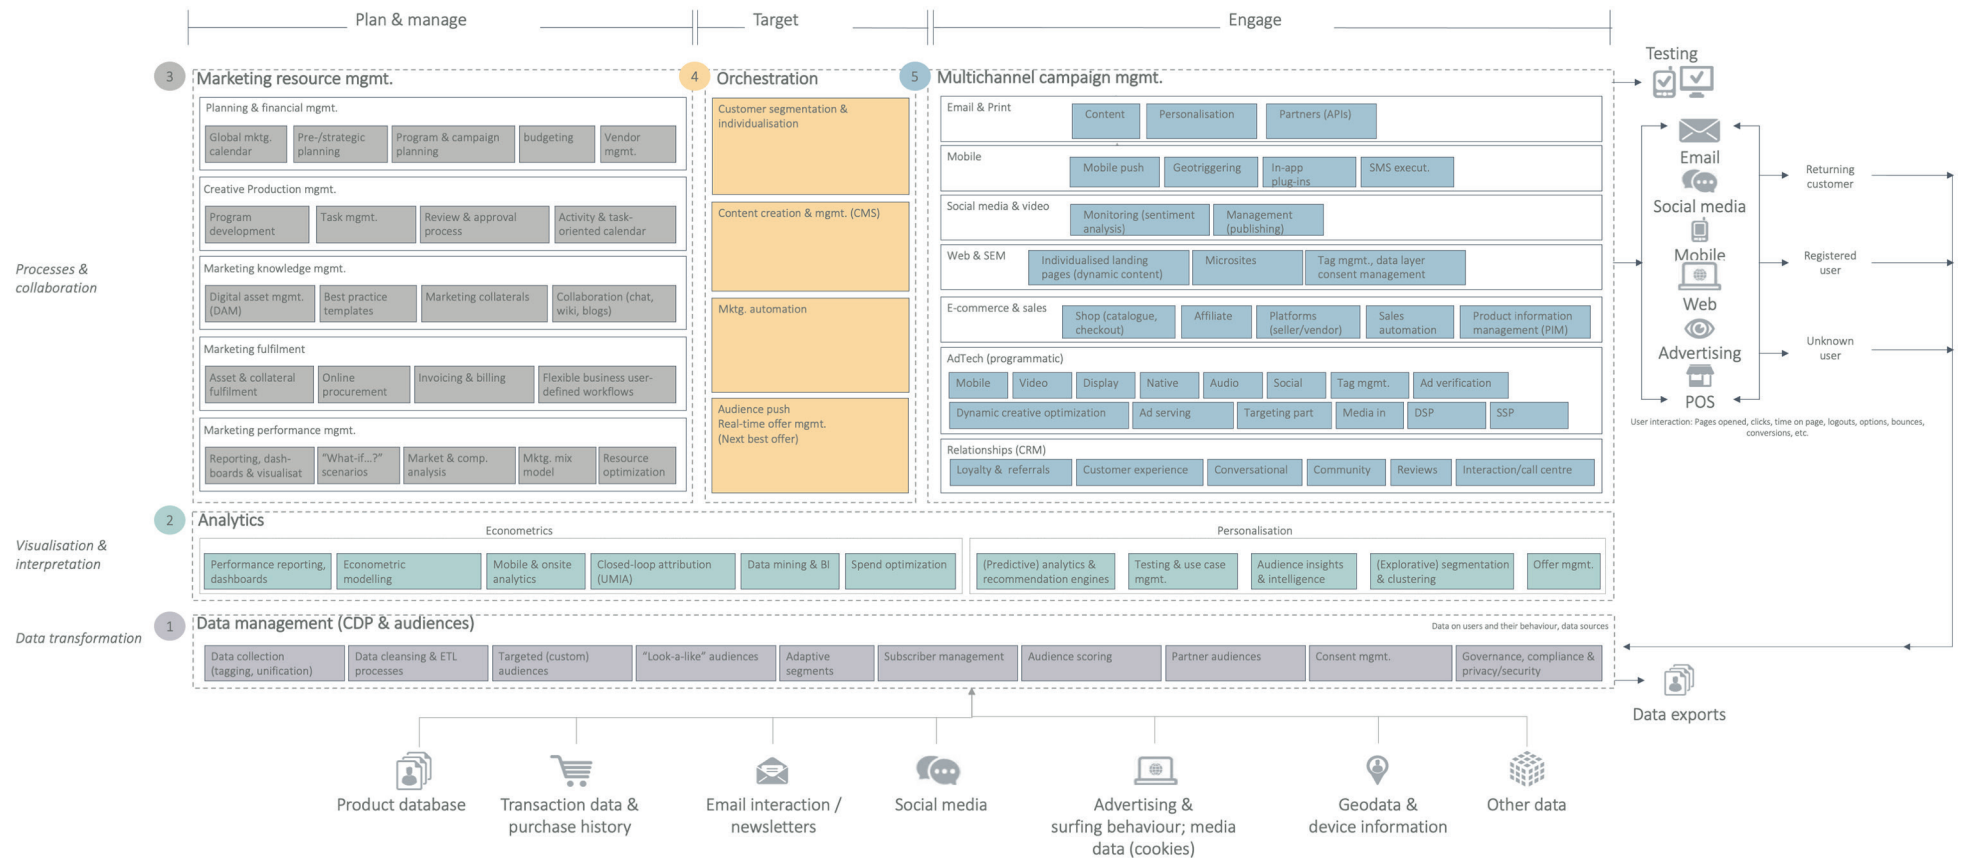 Plan & manage
Target
Engage
3
Marketing resource mgmt.
Planning & financial mgmt.
Global mktg.
calendar
Pre-/strategic
planning
Program & campaign
planning
budgeting
Vendor
mgmt.
Creative Production mgmt.
Program
development
Task mgmt.
Review & approval
process
Activity & task-
oriented calendar
Processes &
collaboration
Marketing knowledge mgmt.
Digital asset mgmt.
(DAM)
Best practice
templates
Marketing collaterals
Collaboration (chat,
wiki, blogs)
Marketing fulfilment
Asset & collateral
fulfilment
Online
procurement
Invoicing & billing
Flexible business user-
defined workflows
Marketing performance mgmt.
Reporting, dash-
boards & visualisat
"What-if...?"
scenarios
Market & comp.
analysis
Mktg. mix
model
Resource
optimization
4
Orchestration
Customer segmentation &
individualisation
Content creation & mgmt. (CMS)
Mktg. automation
Audience push
Real-time offer mgmt.
(Next best offer)
5
Multichannel campaign mgmt.
Email & Print
Content
Personalisation
Partners (APIs)
Mobile
Mobile push
Geotriggering
In-app
plug-ins
SMS execut.
Social media & video
Monitoring (sentiment
analysis)
Management
(publishing)
Web & SEM
Individualised landing
pages (dynamic content)
Microsites
Tag mgmt., data layer
consent management
E-commerce & sales
Shop (catalogue,
checkout)
Affiliate
Platforms
(seller/vendor)
Sales
automation
Product information
management (PIM)
AdTech (programmatic)
Mobile
Video
Display
Native
Audio
Social
Tag mgmt.
Ad verification
Dynamic creative optimization
Ad serving
Targeting part
Media in
DSP
SSP
Relationships (CRM)
Loyalty & referrals
Customer experience
Conversational
Community
Reviews
Interaction/call centre
Testing
Email
Social media
Mobile
Web
Advertising
POS
User interaction: Pages opened, clicks, time on page, logouts, options, bounces,
conversions, etc.
Returning
customer
Registered
user
Unknown
user
Visualisation &
interpretation
2
Analytics
Econometrics
Performance reporting,
dashboards
Econometric
modelling
Mobile & onsite
analytics
Closed-loop attribution
(UMIA)
Data mining & BI
Spend optimization
Personalisation
(Predictive) analytics &
recommendation engines
Testing & use case
mgmt.
Audience insights
& intelligence
(Explorative) segmentation
& clustering
Offer mgmt.
Data transformation
1
Data management (CDP & audiences)
Data on users and their behaviour, data sources
Data collection
(tagging, unification)
Data cleansing & ETL
processes
Targeted (custom)
audiences
"Look-a-like" audiences
Adaptive
segments
Subscriber management
Audience scoring
Partner audiences
Consent mgmt.
Governance, compliance &
privacy/security
Data exports
Product database
Transaction data &
purchase history
Email interaction /
newsletters
Social media
Advertising &
surfing behaviour; media
data (cookies)
Geodata &
device information
Other data